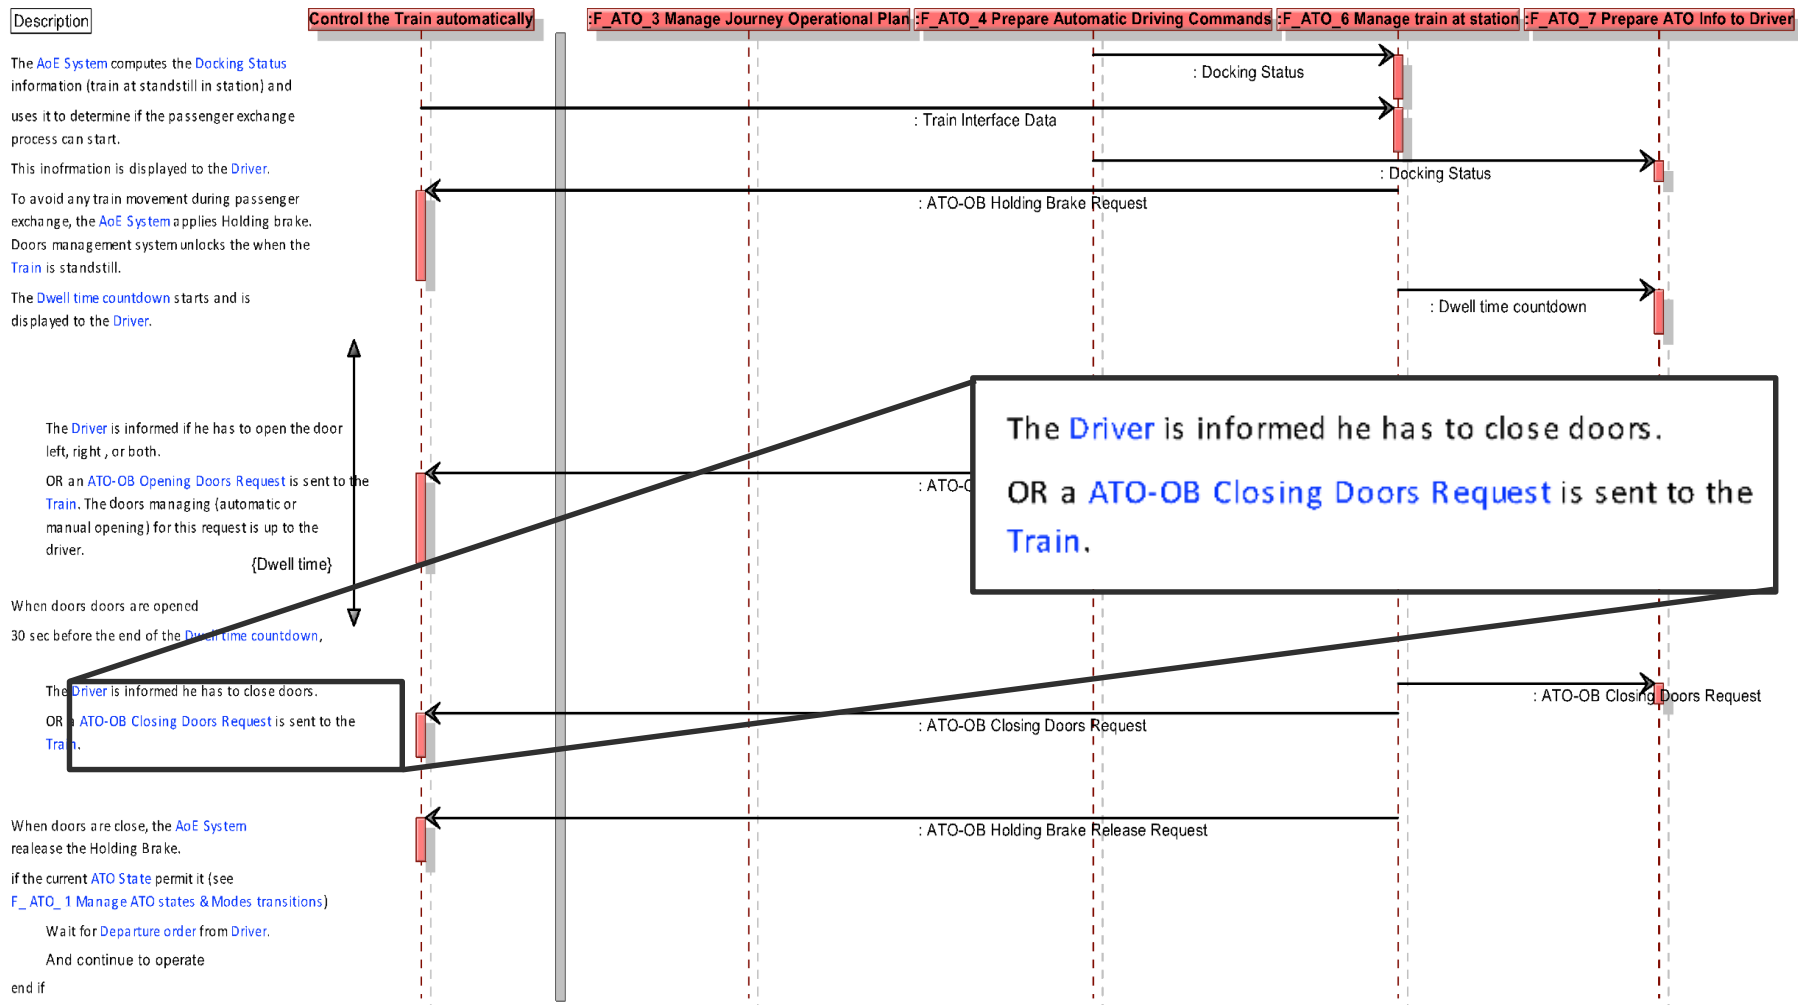 Description
Control the Train automatically
:F_ATO_3 Manage Journey Operational Plan
:F_ATO_4 Prepare Automatic Driving Commands
:F_ATO_6 Manage train at station
:F_ATO_7 Prepare ATO Info to Driver
The AoE System computes the Docking Status
information (train at standstill in station) and
uses it to determine if the passenger exchange
process can start.
This inofrmation is displayed to the Driver.
To avoid any train movement during passenger
exchange, the AoE System applies Holding brake.
Doors management system unlocks the when the
Train is standstill.
The Dwell time countdown starts and is
displayed to the Driver.
The Driver is informed if he has to open the door
left, right , or both.
OR an ATO-OB Opening Doors Request is sent to the
Train. The doors managing (automatic or
manual opening) for this request is up to the
driver.
{Dwell time}
When doors doors are opened
30 sec before the end of the Dwell time countdown,
The Driver is informed he has to close doors.
OR a ATO-OB Closing Doors Request is sent to the
Train.
When doors are close, the AoE System
realease the Holding Brake.
if the current ATO State permit it (see
F_ ATO_ 1 Manage ATO states & Modes transitions)
Wait for Departure order from Driver.
And continue to operate
end if
: Docking Status
: Train Interface Data
: Docking Status
: ATO-OB Holding Brake Request
: Dwell time countdown
: ATO-
The Driver is informed he has to close doors.
OR a ATO-OB Closing Doors Request is sent to the
Train.
: ATO-OB Closing Doors Request
: ATO-OB Closing Doors Request
: ATO-OB Holding Brake Release Request